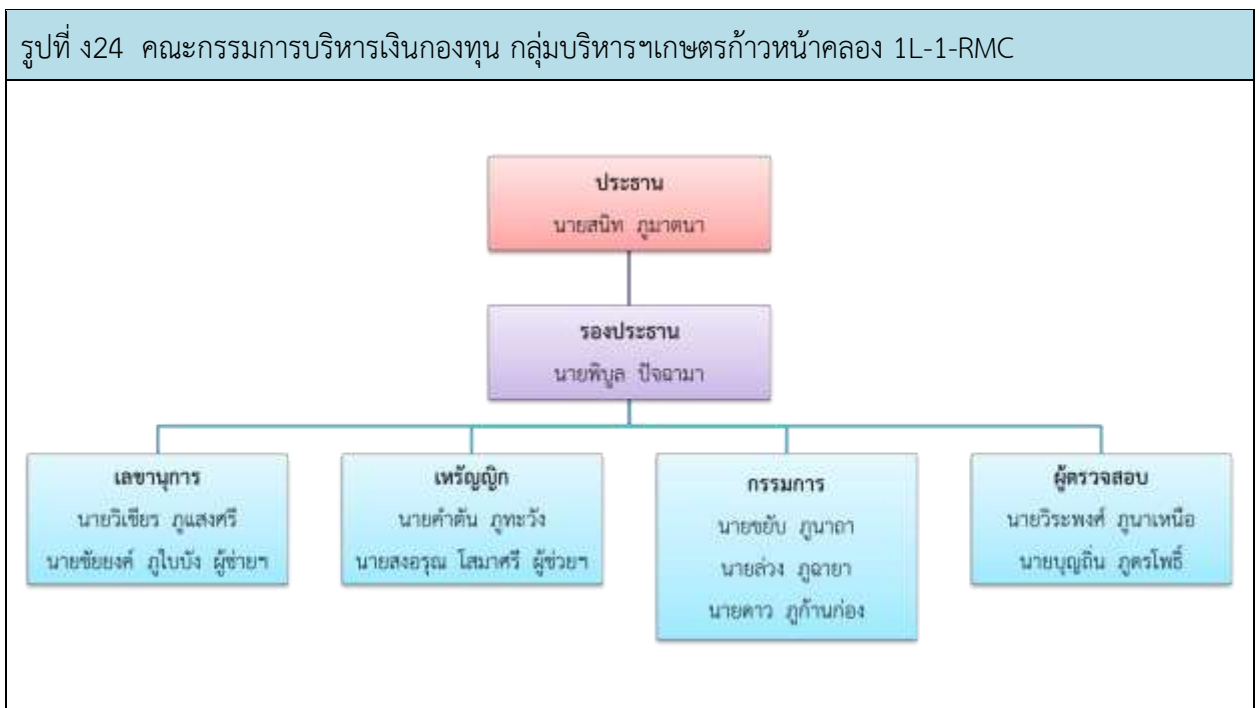 รูปที่ ง24 คณะกรรมการบริหารเงินกองทุน กลุ่มบริหารฯเกษตรก้าวหน้าคลอง 1L-1-RMC
ประธาน
นายสนิท ภูมาตนา
รองประธาน
นายพิบูล ปัจฉามา
เลขานุการ
นายวิเชียร ภูแสงศรี
นายชัยยงค์ ภูใบบัง ผู้ช่ายฯ
เหรัญญิก
นายคำตัน ภูทะวัง
นายสงอรุณ โสมาศรี ผู้ช่วยฯ
กรรมการ
นายขยับ ภูนาถา
นายล่วง ภูฉายา
นายดาว ภูก้านก่อง
ผู้ตรวจสอบ
นายวิระพงศ์ ภูนาเหนือ
นายบุญถิ่น ภูครโพธิ์